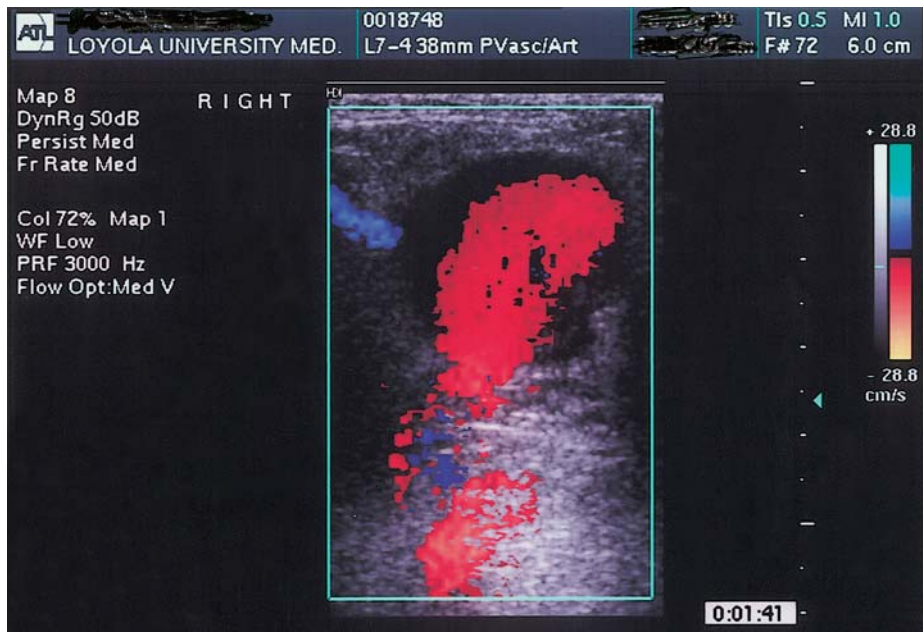 ATL
LOYOLA UNIVERSITY MED.
0018748
L7-4 38mm PVasc/Art
TIs 0.5 MI 1.0
F# 72 6.0 cm
Map 8
DynRg 50dB
Persist Med
Fr Rate Med
Col 72% Map 1
WF Low
PRF 3000 Hz
Flow Opt:Med V
RIGHT
HDI
+ 28.8
- 28.8
cm/s
0:01:41